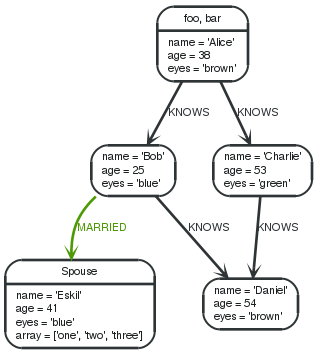 foo, bar
name = 'Alice'
age = 38
eyes = 'brown'
KNOWS
KNOWS
name = 'Bob'
age = 25
eyes = 'blue'
name = 'Charlie'
age = 53
eyes = 'green'
MARRIED
KNOWS
KNOWS
Spouse
name = 'Eskil'
age = 41
eyes = 'blue'
array = ['one', 'two', 'three']
name = 'Daniel'
age = 54
eyes = 'brown'